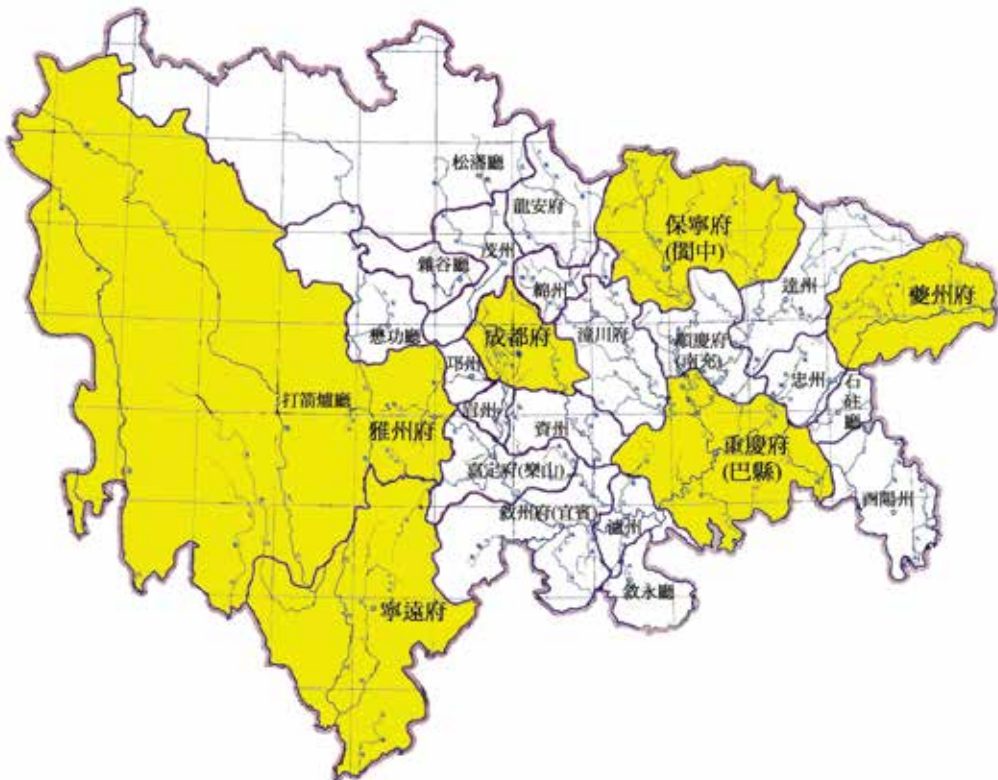 松潘廳
龍安府
保寧府
(閬中)
茂州
雜谷廳
綿州
達州
夔州府
懋功廳
成都府
潼川府
順慶府
(南充)
邛州
忠州
石柱廳
打箭爐廳
雅州府
眉州
資州
重慶府
(巴縣)
嘉定府(樂山)
酉陽州
敘州府(宜賓)
瀘州
敘永廳
寧遠府